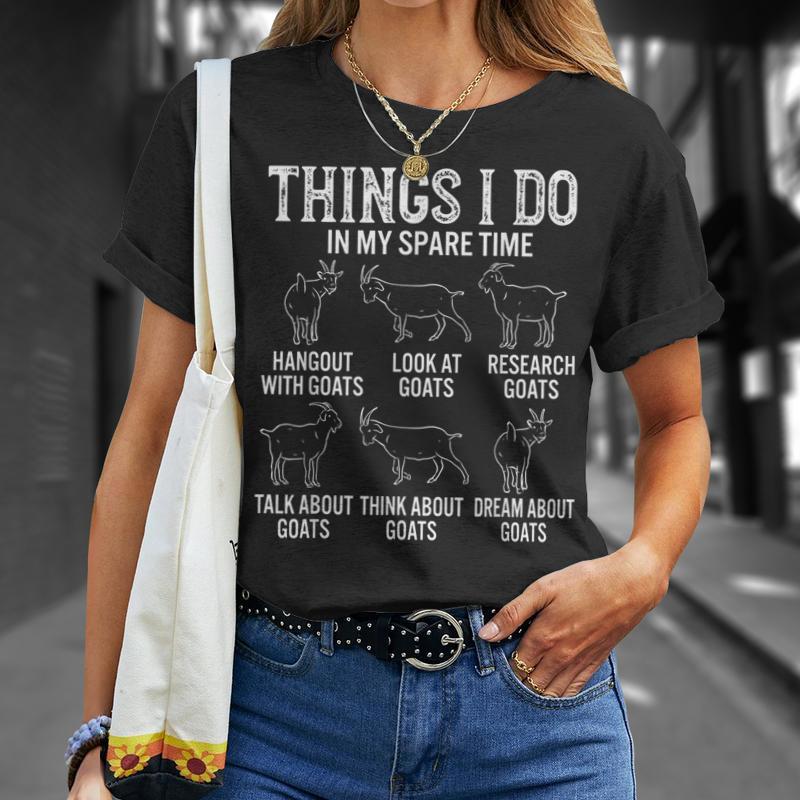 THINGS I DO
IN MY SPARE TIME
HANGOUT
WITH GOATS
LOOK AT
GOATS
RESEARCH
GOATS
TALK ABOUT
GOATS
THINK ABOUT
GOATS
DREAM ABOUT
GOATS